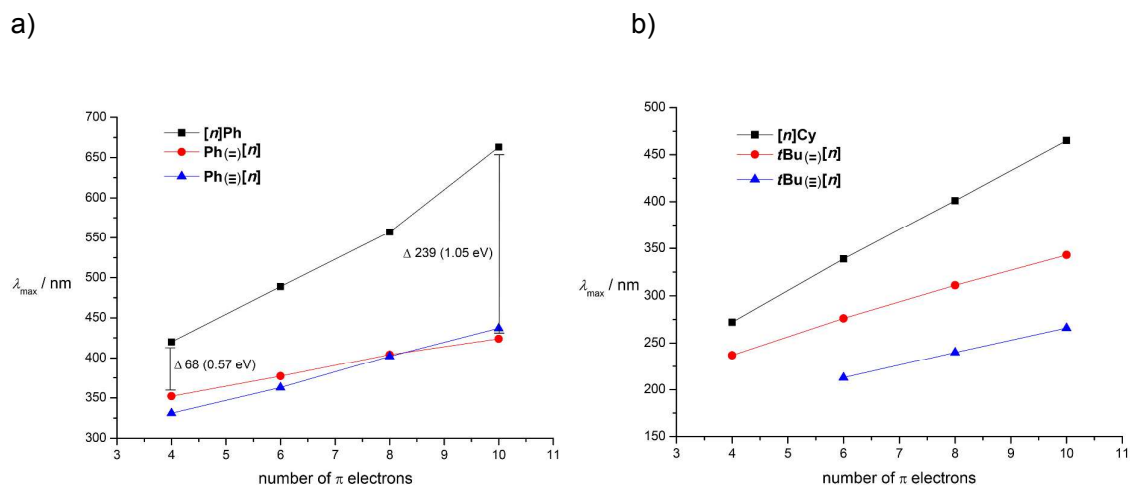 a)
700
650
600
550
500
450
400
350
300
λmax / nm
[n]Ph
Ph(=)[n]
Ph(≡)[n]
Δ 239 (1.05 eV)
Δ 68 (0.57 eV)
3 4 5 6 7 8 9 10 11
number of π electrons
b)
500
450
400
350
300
250
200
150
λmax / nm
[n]Cy
tBu(=)[n]
tBu(≡)[n]
3 4 5 6 7 8 9 10 11
number of π electrons